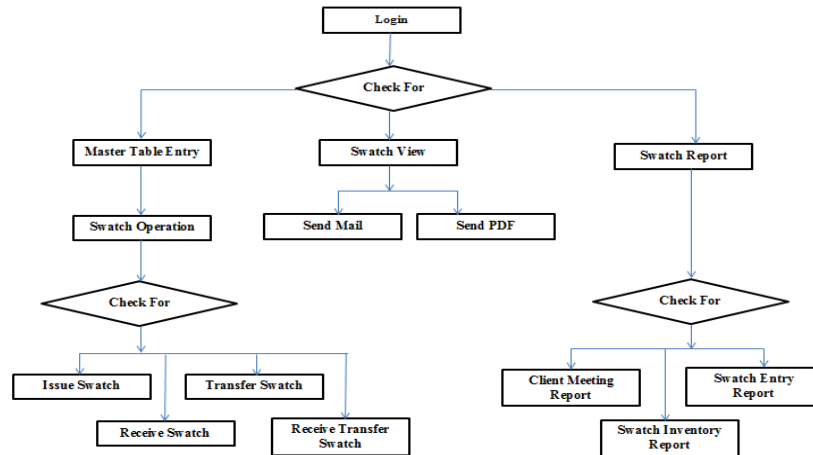 Login
Check For
Master Table Entry
Swatch View
Swatch Report
Swatch Operation
Send Mail
Send PDF
Check For
Check For
Issue Swatch
Transfer Swatch
Client Meeting
Report
Swatch Entry
Report
Receive Swatch
Receive Transfer
Swatch
Swatch Inventory
Report